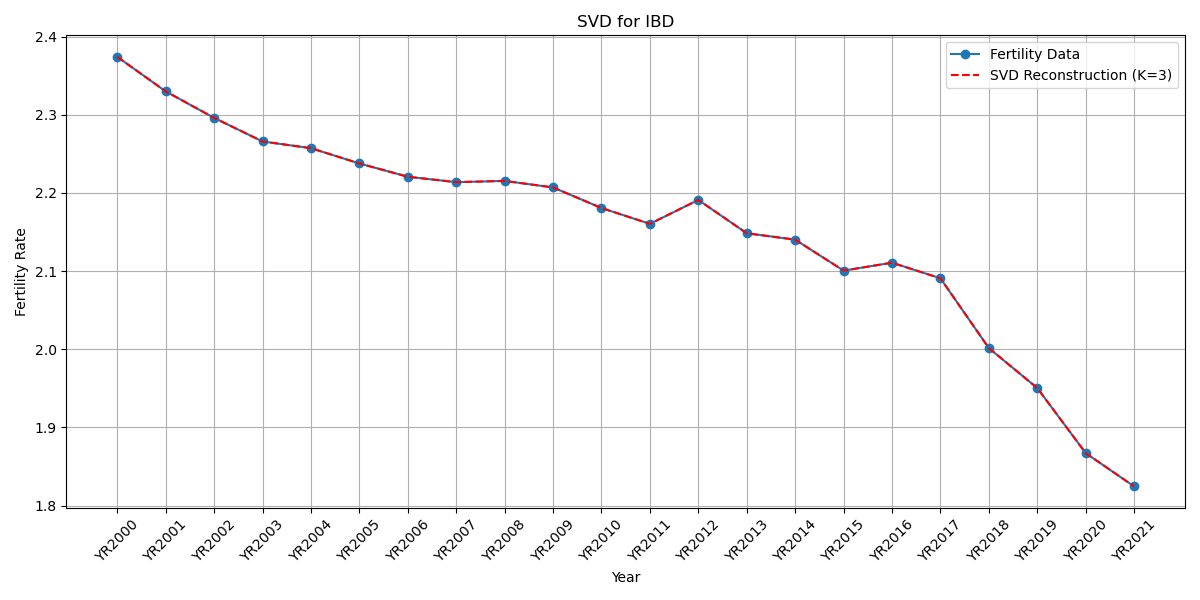 SVD for IBD
Fertility Data
SVD Reconstruction (K=3)
Fertility Rate
2.4
2.3
2.2
2.1
2.0
1.9
1.8
YR2000
YR2001
YR2002
YR2003
YR2004
YR2005
YR2006
YR2007
YR2008
YR2009
YR2010
YR2011
YR2012
YR2013
YR2014
YR2015
YR2016
YR2017
YR2018
YR2019
YR2020
YR2021
Year